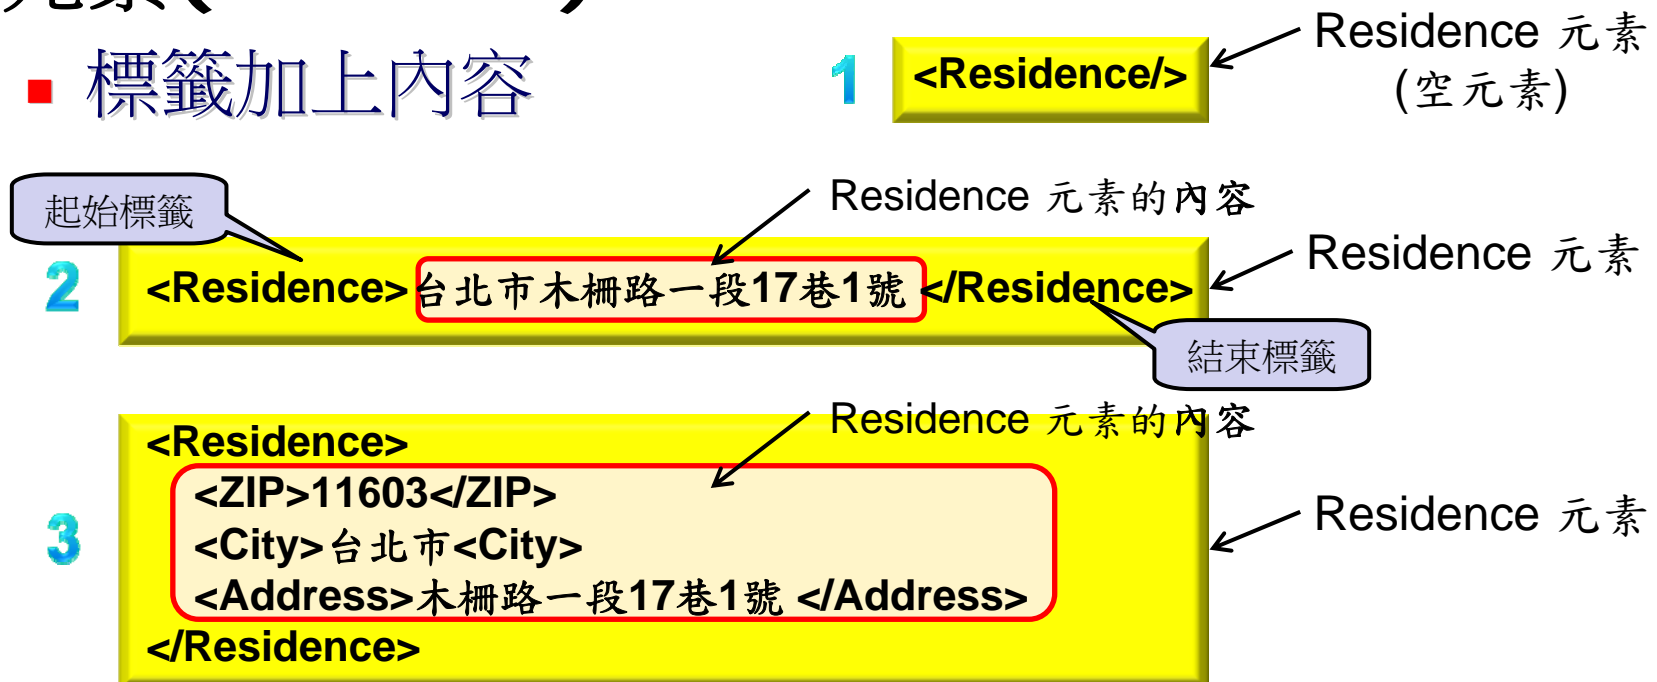 標籤加上內容
1
<Residence/>
Residence 元素
(空元素)
起始標籤
Residence 元素的內容
2
<Residence>台北市木柵路一段17巷1號 </Residence>
Residence 元素
結束標籤
Residence 元素的內容
3
<Residence>
<ZIP>11603</ZIP>
<City>台北市<City>
<Address>木柵路一段17巷1號 </Address>
</Residence>
Residence 元素